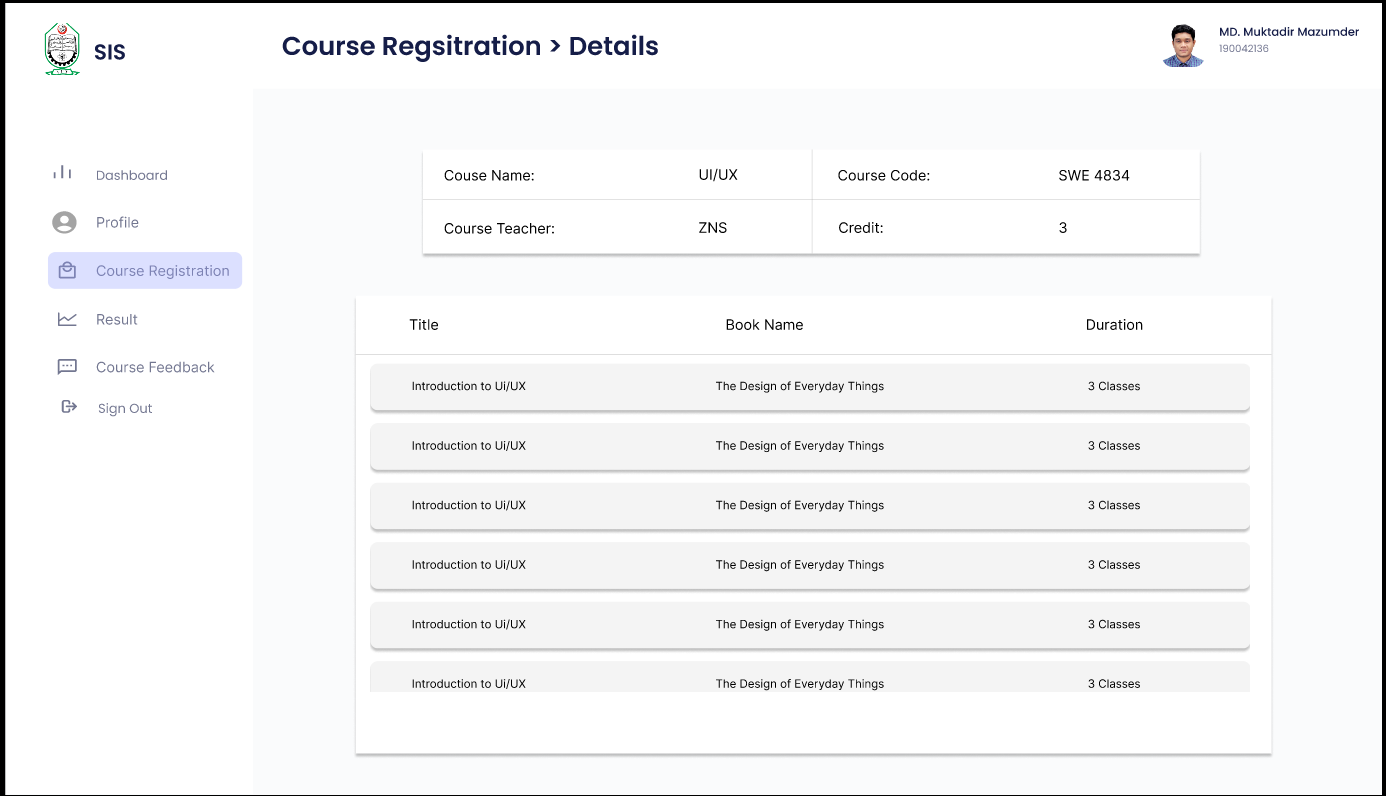 SIS
Course Regsitration > Details
MD. Muktadir Mazumder
190042136
Dashboard
Profile
Course Registration
Result
Course Feedback
Sign Out
Couse Name: UI/UX Course Code: SWE 4834
Course Teacher: ZNS Credit: 3
Title Book Name Duration
Introduction to Ui/UX The Design of Everyday Things 3 Classes
Introduction to Ui/UX The Design of Everyday Things 3 Classes
Introduction to Ui/UX The Design of Everyday Things 3 Classes
Introduction to Ui/UX The Design of Everyday Things 3 Classes
Introduction to Ui/UX The Design of Everyday Things 3 Classes
Introduction to Ui/UX The Design of Everyday Things 3 Classes